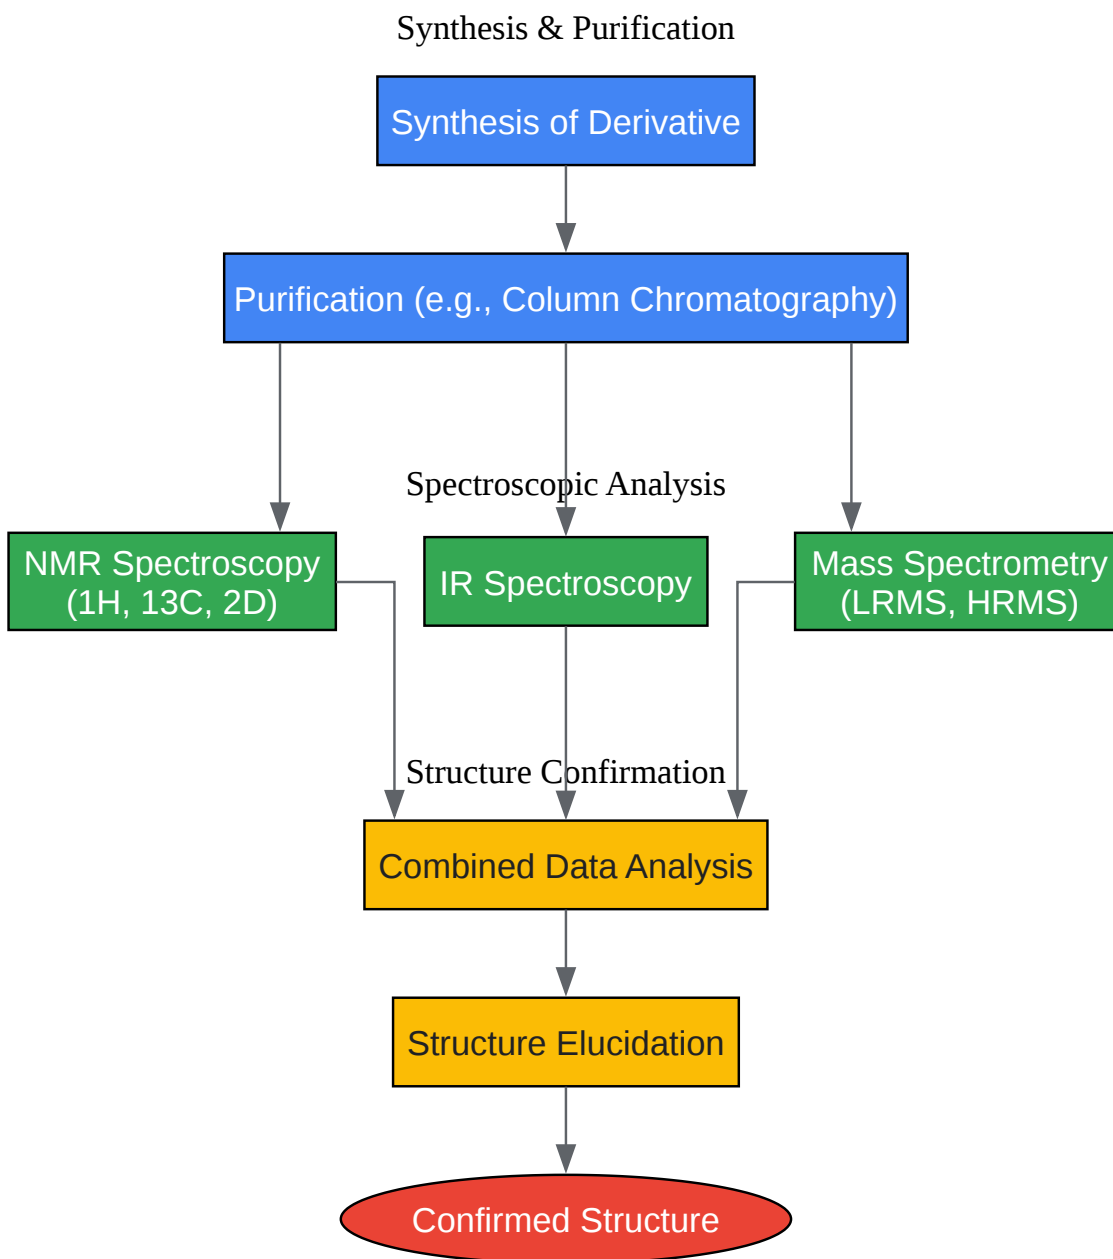 Synthesis & Purification
Synthesis of Derivative
Purification (e.g., Column Chromatography)
Spectroscopic Analysis
NMR Spectroscopy
(1H, 13C, 2D)
IR Spectroscopy
Mass Spectrometry
(LRMS, HRMS)
Structure Confirmation
Combined Data Analysis
Structure Elucidation
Confirmed Structure